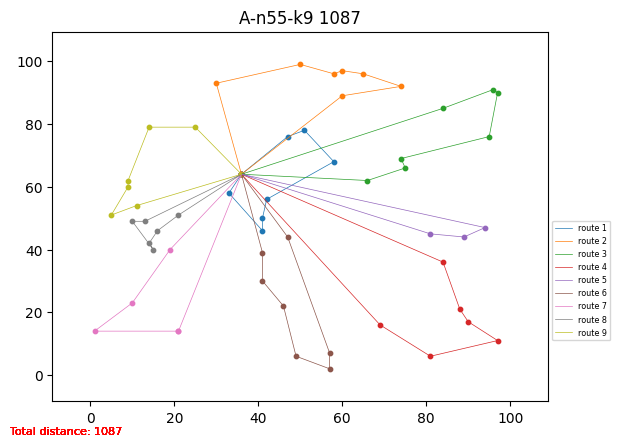 A-n55-k9 1087
100
80
60
40
20
0
0 20 40 60 80 100
route 1
route 2
route 3
route 4
route 5
route 6
route 7
route 8
route 9
Total distance: 1087